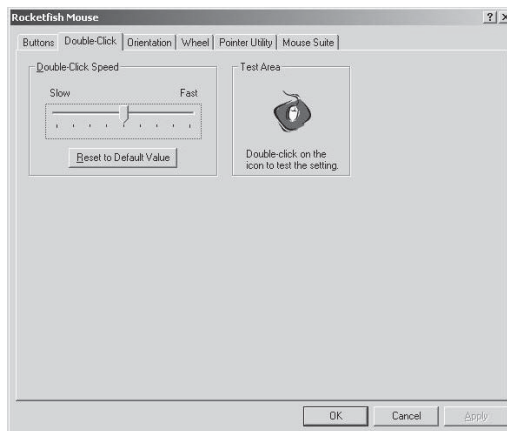 Rocketfish Mouse
Buttons
Double-Click
Orientation
Wheel
Pointer Utility
Mouse Suite
Double-Click Speed
Slow
Fast
Reset to Default Value
Test Area
Double-click on the
icon to test the setting.
OK
Cancel
Apply